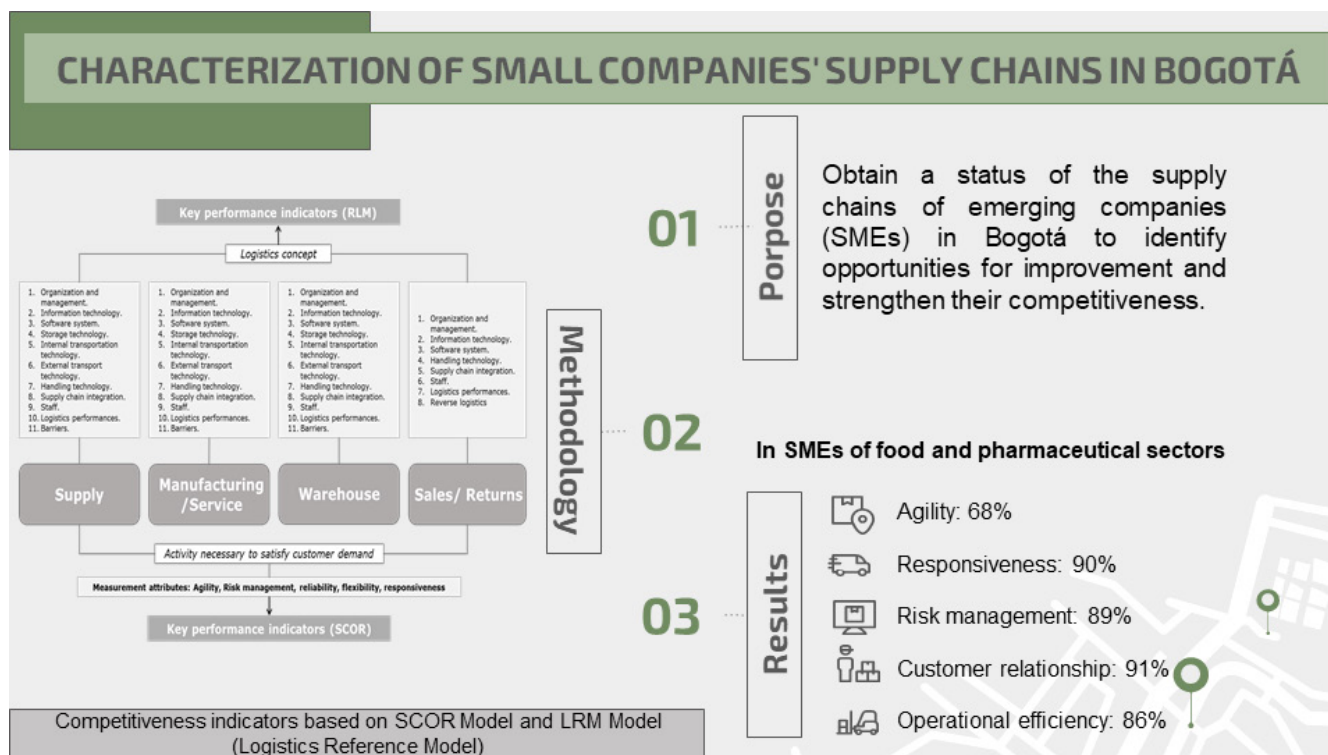 CHARACTERIZATION OF SMALL COMPANIES' SUPPLY CHAINS IN BOGOTÁ
Key performance indicators (RLM)
Logistics concept
1. Organization and
management.
2. Information technology.
3. Software system.
4. Storage technology.
5. Internal transportation
technology.
6. External transport
technology.
7. Handling technology.
8. Supply chain integration.
9. Staff.
10. Logistics performances.
11. Barriers.
1. Organization and
management.
2. Information technology.
3. Software system.
4. Storage technology.
5. Internal transportation
technology.
6. External transport
technology.
7. Handling technology.
8. Supply chain integration.
9. Staff.
10. Logistics performances.
11. Barriers.
1. Organization and
management.
2. Information technology.
3. Software system.
4. Storage technology.
5. Internal transportation
technology.
6. External transport
technology.
7. Handling technology.
8. Supply chain integration.
9. Staff.
10. Logistics performances.
11. Barriers.
1. Organization and
management.
2. Information technology.
3. Software system.
4. Handling technology.
5. Supply chain integration.
6. Staff.
7. Logistics performances.
8. Reverse logistics
Supply
Manufacturing
/Service
Warehouse
Sales/ Returns
Activity necessary to satisfy customer demand
Measurement attributes: Agility, Risk management, reliability, flexibility, responsiveness
Key performance indicators (SCOR)
Competitiveness indicators based on SCOR Model and LRM Model
(Logistics Reference Model)
Methodology
01
Porpose
Obtain a status of the supply
chains of emerging companies
(SMEs) in Bogotá to identify
opportunities for improvement and
strengthen their competitiveness.
02
In SMEs of food and pharmaceutical sectors
03
Results
Agility: 68%
Responsiveness: 90%
Risk management: 89%
Customer relationship: 91%
Operational efficiency: 86%